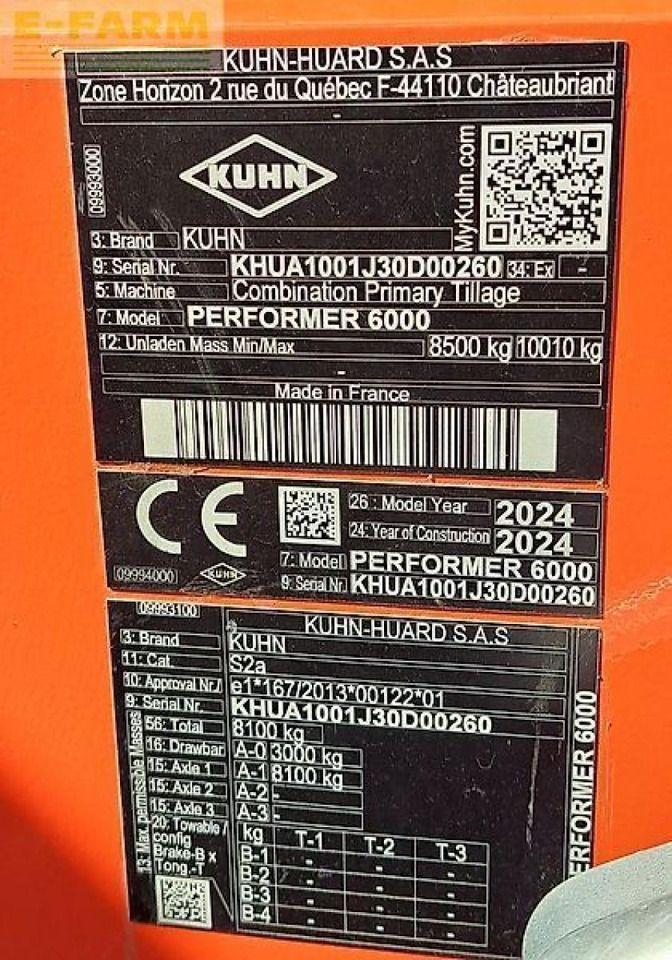 E-FARM
KUHN-HUARD S.A.S
Zone Horizon 2 rue du Québec F-44110 Châteaubriant
-
09993000
KUHN
MyKuhn.com
3: Brand KUHN
9: Serial Nr. KHUA1001J30D00260 34: Ex -
5: Machine Combination Primary Tillage
7: Model PERFORMER 6000
12: Unladen Mass Min/Max 8500 kg 10010 kg
-
Made in France
CE
26 : Model Year 2024
24: Year of Construction 2024
7: Model PERFORMER 6000
9: Serial Nr. KHUA1001J30D00260
09994000 KUHN
09993100
KUHN-HUARD S.A.S
3: Brand KUHN
11: Cat. S2a
10: Approval Nr./ e1*167/2013*00122*01
9: Serial Nr. KHUA1001J30D00260
56: Total 8100 kg
16: Drawbar A-0 3000 kg
15: Axle 1 A-1 8100 kg
15: Axle 2 A-2 -
15: Axle 3 A-3 -
13: Max. permissible Masses
20: Towable /
config
Brake-B x
Tong.-T
kg T-1 T-2 T-3
B-1 - - -
B-2 - - -
B-3 - - -
B-4 - - -
ERFORMER 6000